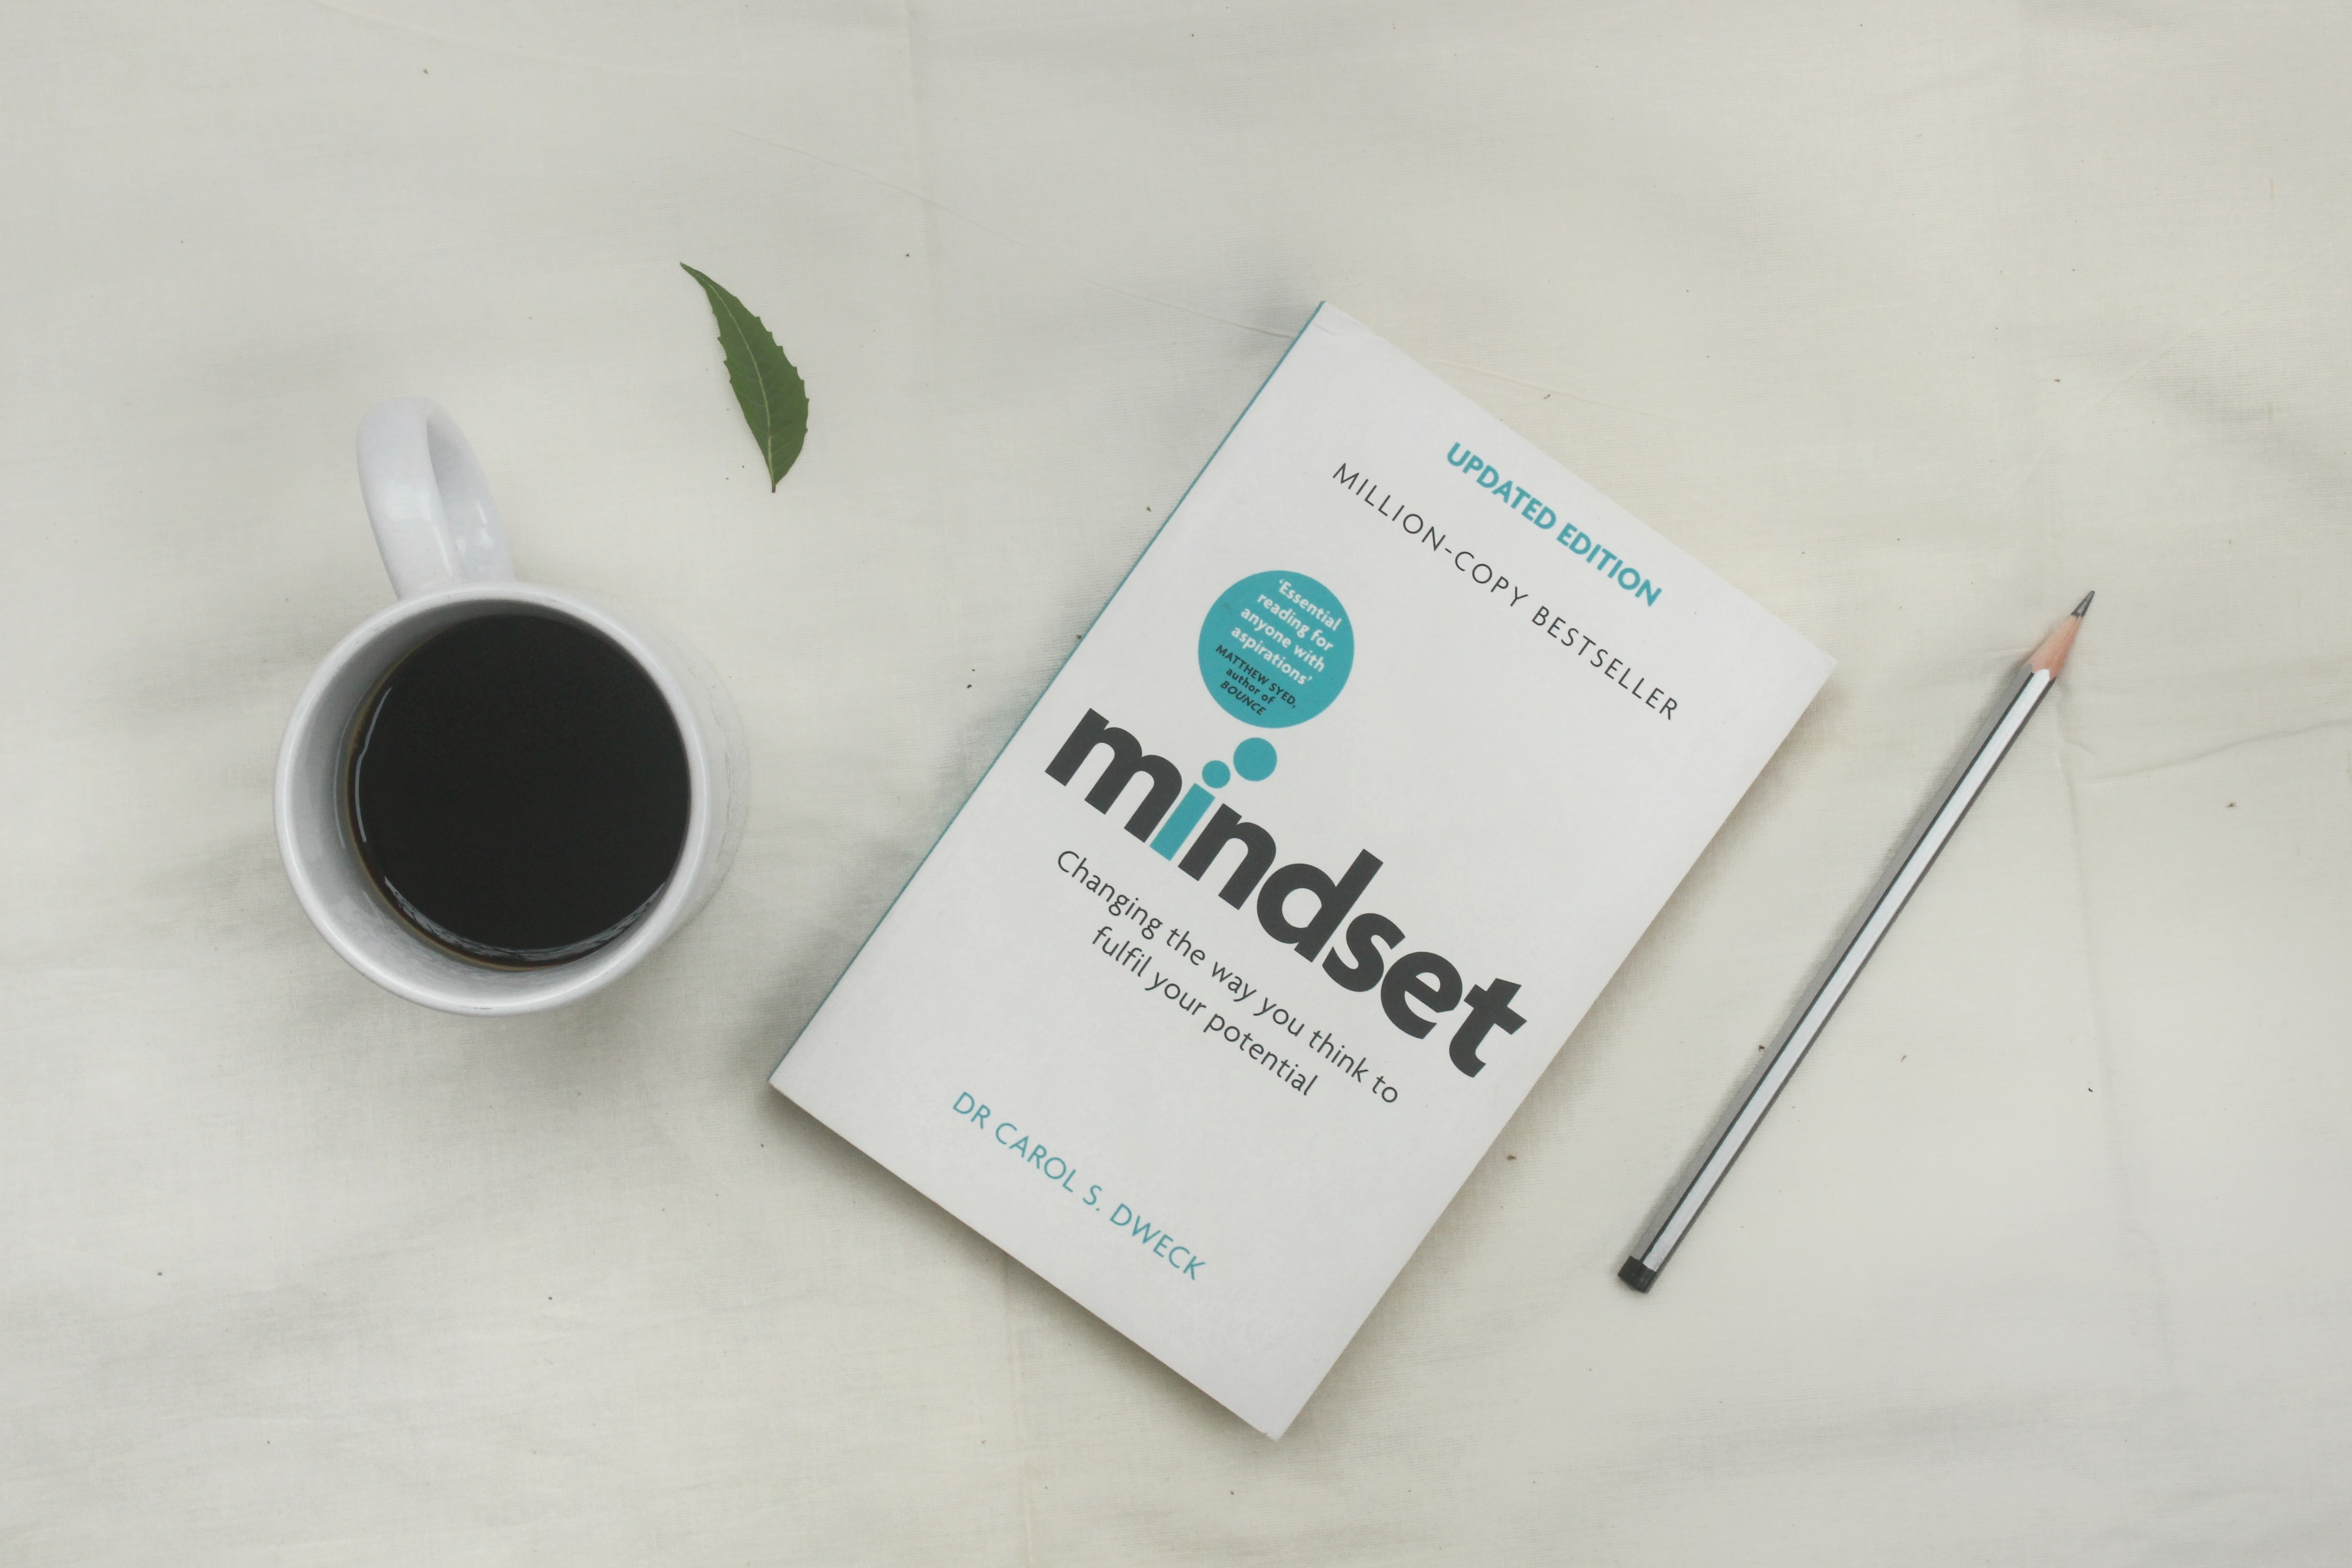 UPDATED EDITION
MILLION-COPY BESTSELLER
'Essential
reading for
anyone with
aspirations'
MATTHEW SYED,
author of
BOUNCE
mindset
Changing the way you think to
fulfil your potential
DR CAROL S. DWECK